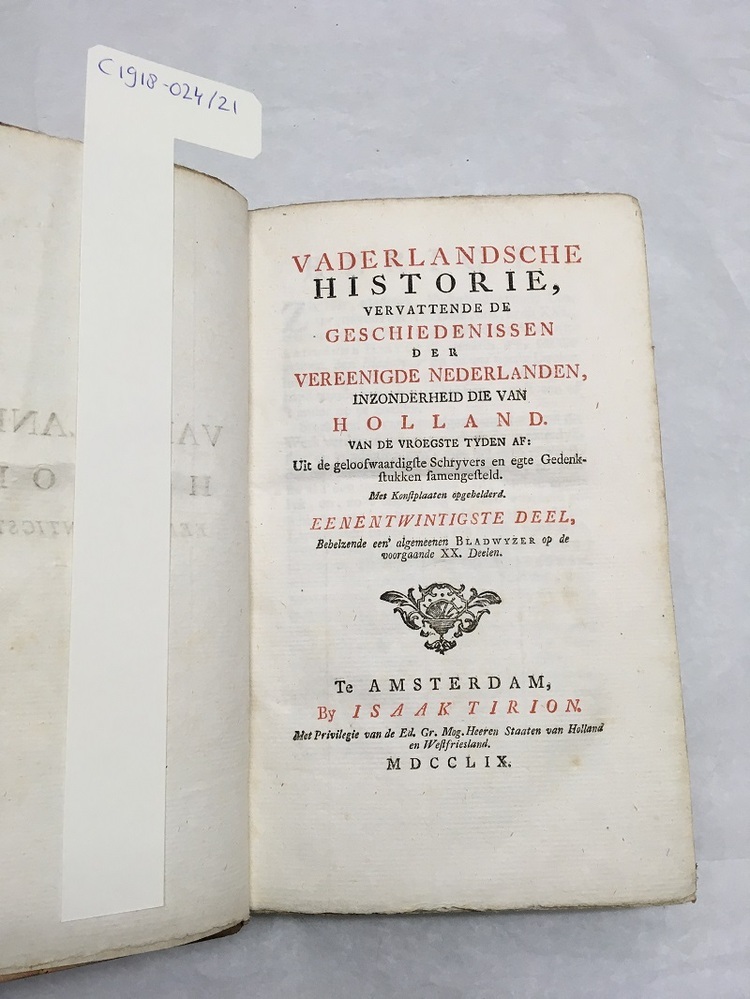 C1918-024/21
VADERLANDSCHE
HISTORIE,
VERVATTENDE DE
GESCHIEDENISSEN
DER
VEREENIGDE NEDERLANDEN,
INZONDERHEID DIE VAN
HOLLAND.
VAN DE VROEGSTE TYDEN AF:
Uit de geloofwaardigſte Schryvers en egte Gedenk-
ſtukken ſamengeſteld.
Met Konſtplaaten opgehelderd.
EENENTWINTIGSTE DEEL,
Behelzende een' algemeenen BLADWYZER op de
voorgaande XX. Deelen.
Te AMSTERDAM,
By ISAAK TIRION.
Met Privilegie van de Ed. Gr. Mog. Heeren Staaten van Holland
en Weſtfriesland.
MDCCLIX.